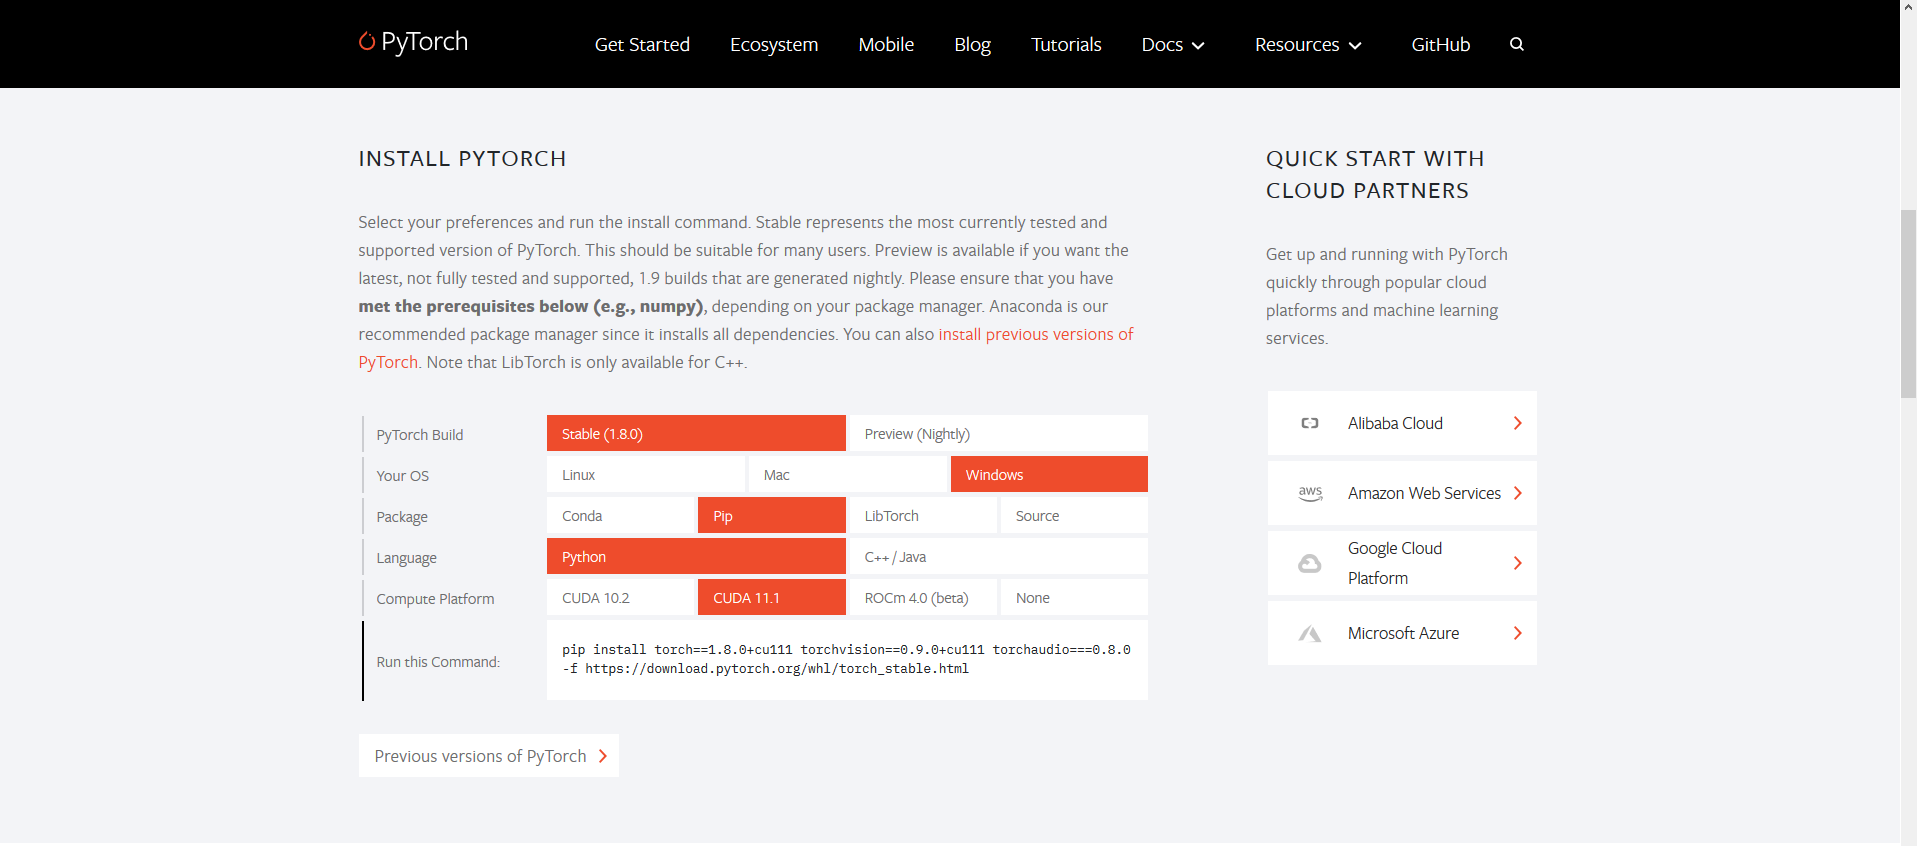 PyTorch
Get Started
Ecosystem
Mobile
Blog
Tutorials
Docs
Resources
GitHub
INSTALL PYTORCH
Select your preferences and run the install command. Stable represents the most currently tested and
supported version of PyTorch. This should be suitable for many users. Preview is available if you want the
latest, not fully tested and supported, 1.9 builds that are generated nightly. Please ensure that you have
met the prerequisites below (e.g., numpy), depending on your package manager. Anaconda is our
recommended package manager since it installs all dependencies. You can also install previous versions of
PyTorch. Note that LibTorch is only available for C++.
PyTorch Build
Stable (1.8.0)
Preview (Nightly)
Your OS
Linux
Mac
Windows
Package
Conda
Pip
LibTorch
Source
Language
Python
C++ / Java
Compute Platform
CUDA 10.2
CUDA 11.1
ROCm 4.0 (beta)
None
Run this Command:
pip install torch==1.8.0+cu111 torchvision==0.9.0+cu111 torchaudio===0.8.0
-f https://download.pytorch.org/whl/torch_stable.html
Previous versions of PyTorch
QUICK START WITH
CLOUD PARTNERS
Get up and running with PyTorch
quickly through popular cloud
platforms and machine learning
services.
Alibaba Cloud
aws
Amazon Web Services
Google Cloud
Platform
Microsoft Azure